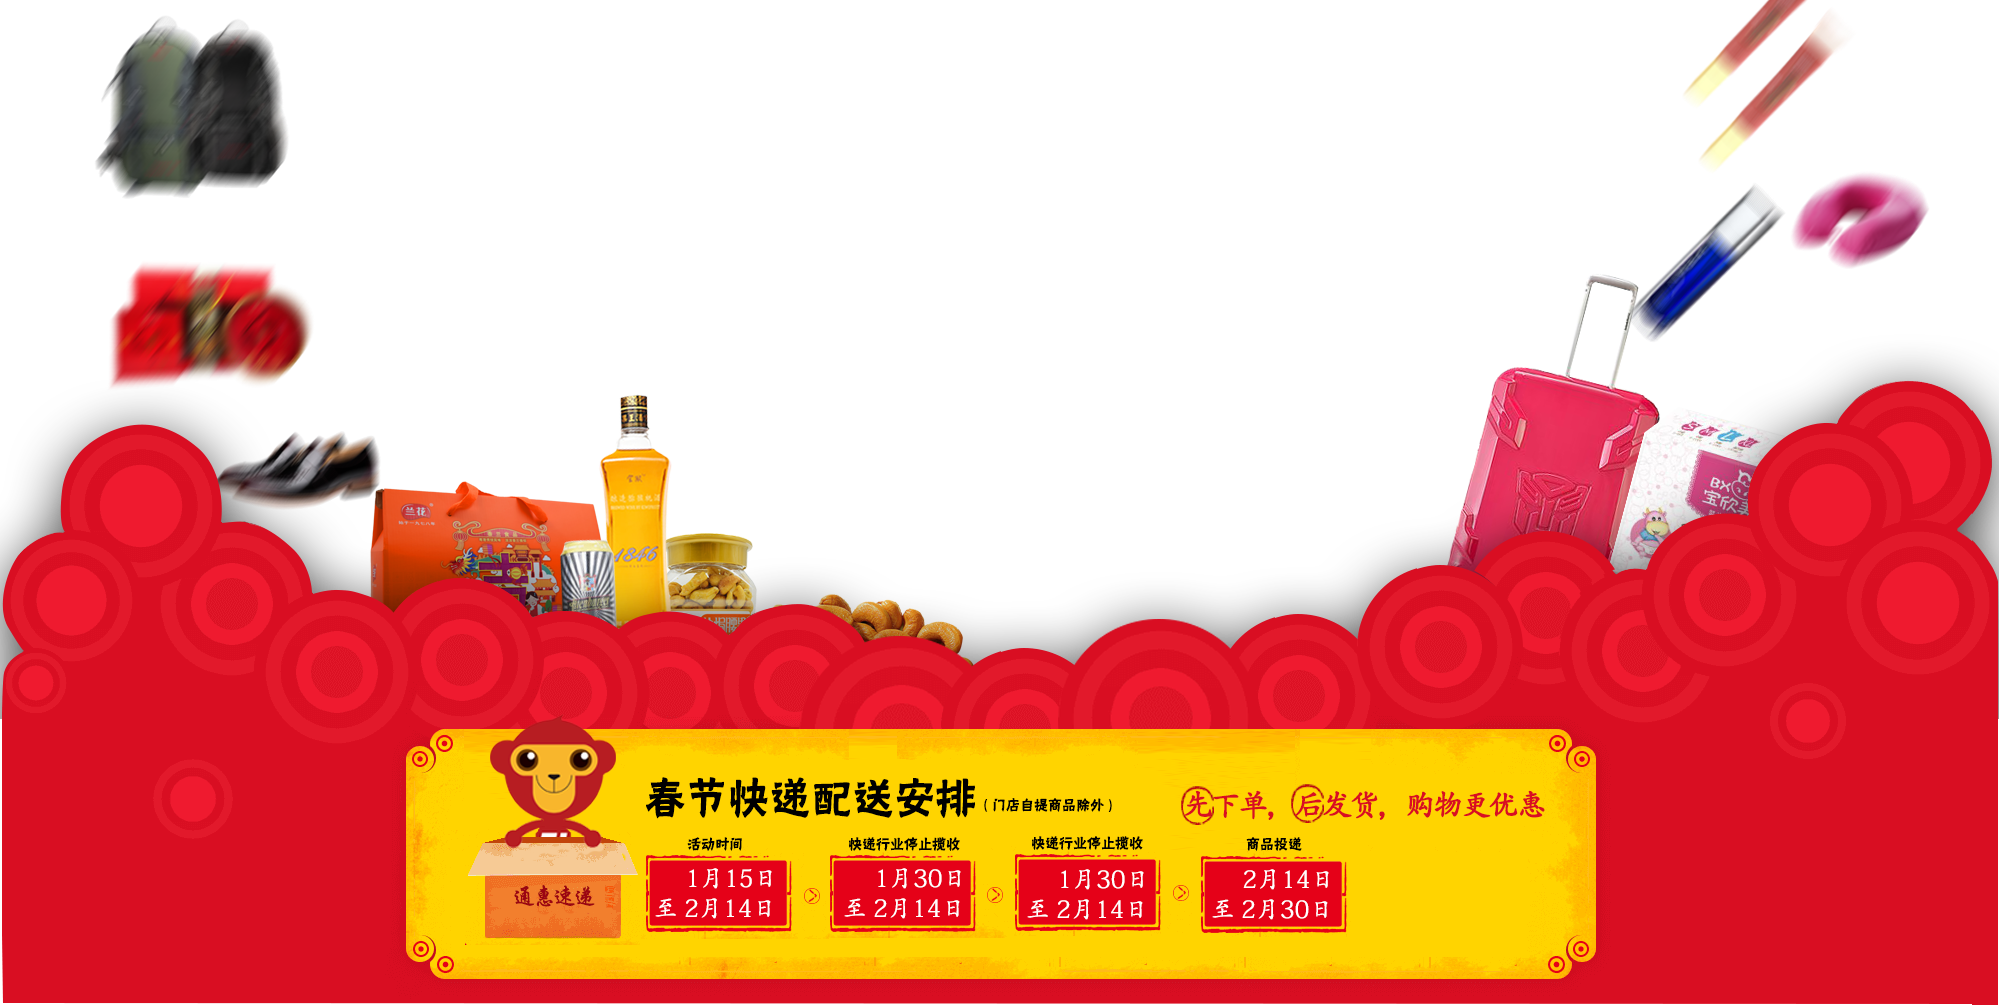 兰花
1846
BX
宝欣
春节快递配送安排(门店自提商品除外)
先下单，后发货，购物更优惠
活动时间
1月15日
至 2月14日
快递行业停止揽收
1月30日
至 2月14日
快递行业停止揽收
1月30日
至 2月14日
商品投递
2月14日
至 2月30日
通惠速递